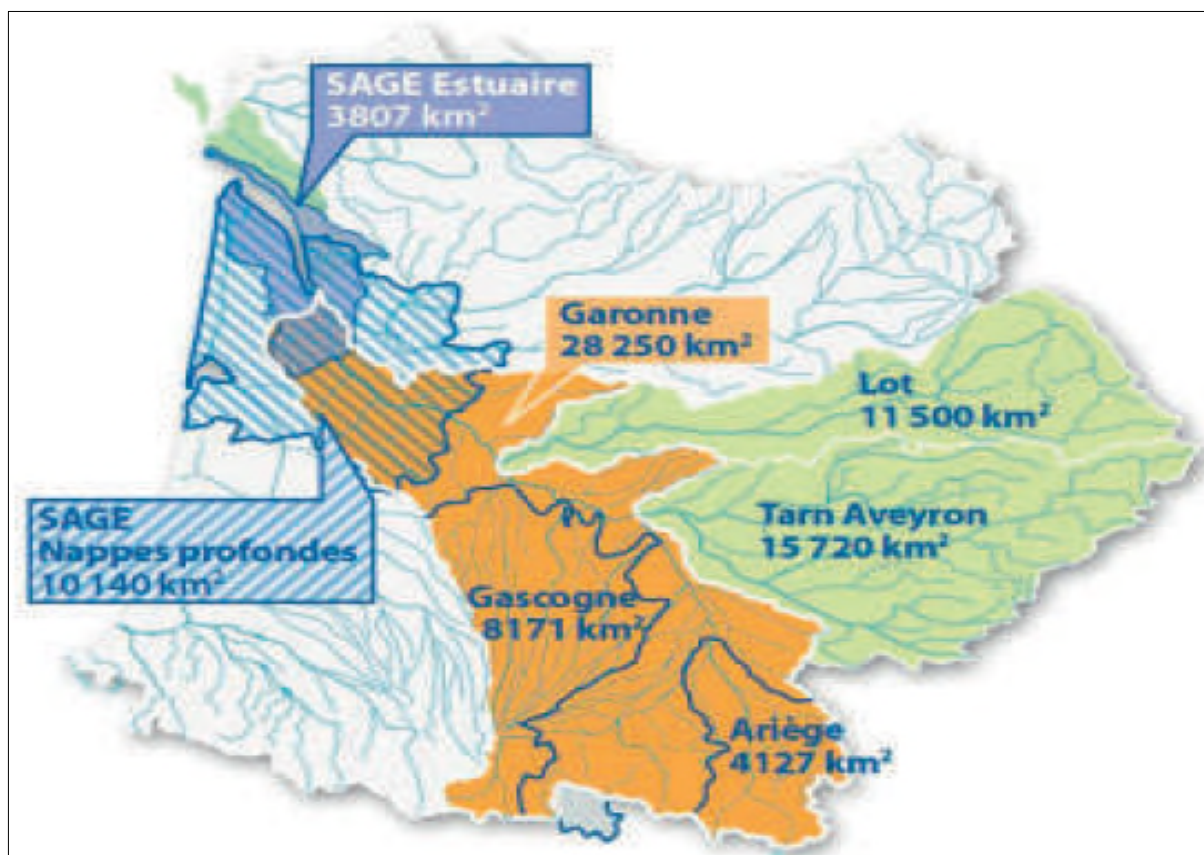 SAGE Estuaire
3807 km²
Garonne
28 250 km²
Lot
11 500 km²
SAGE
Nappes profondes
10 140 km²
Tarn Aveyron
15 720 km²
Gascogne
8171 km²
Ariège
4127 km²